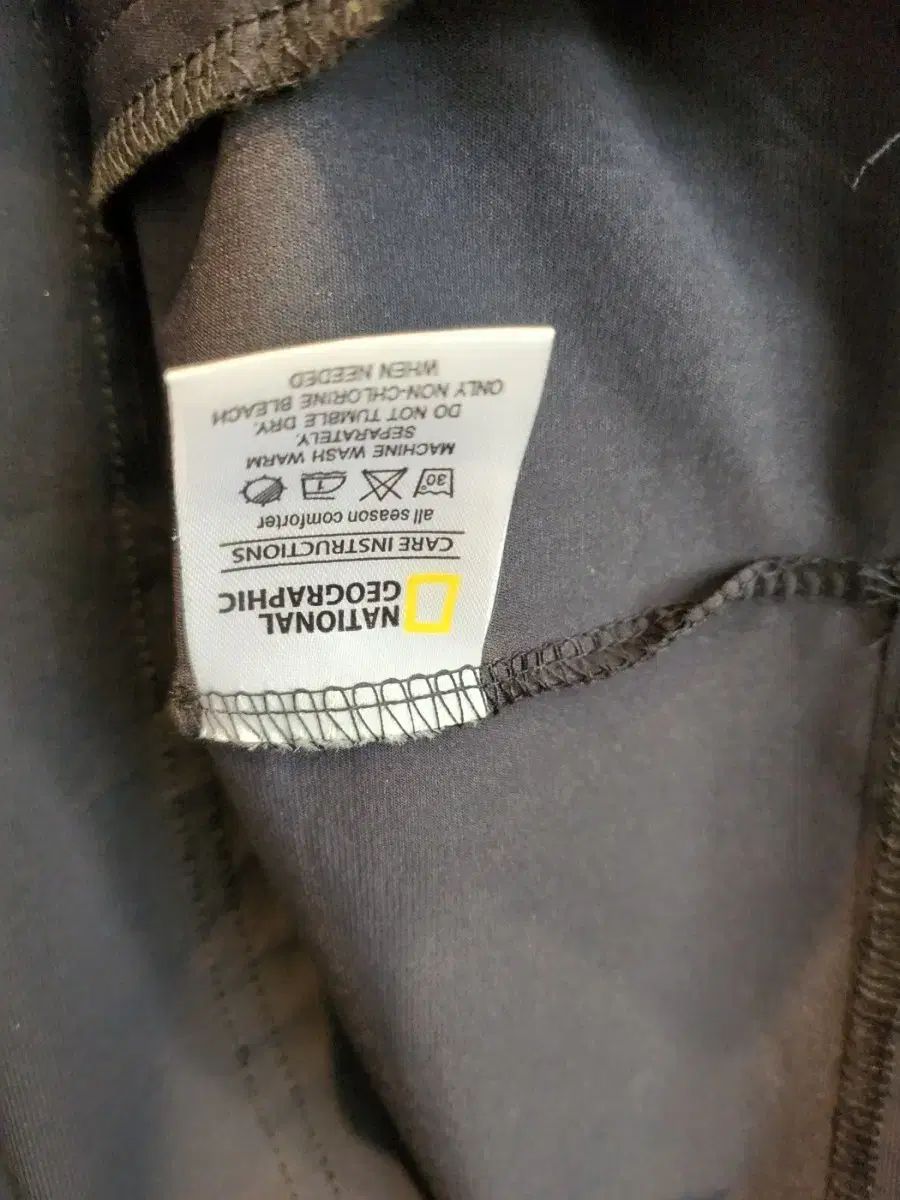 NATIONAL
GEOGRAPHIC
CARE INSTRUCTIONS
all season comforter
30°
MACHINE WASH WARM
SEPARATELY.
DO NOT TUMBLE DRY.
ONLY NON-CHLORINE BLEACH
WHEN NEEDED